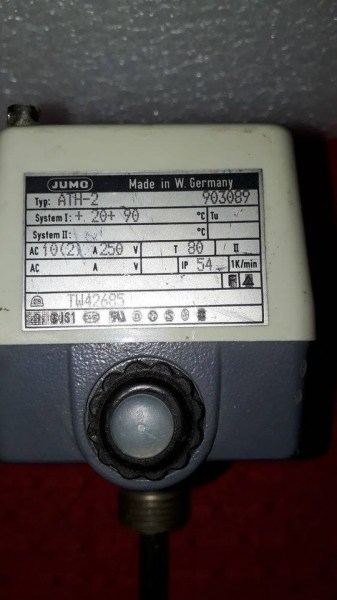 JUMO Made in W. Germany
Typ: ATH-2 903089
System I: + 20+ 90 °C Tu
System II: °C
AC 10(2) A 250 V T 80 II
AC A V IP 54 1K/min
F 4
TW42685